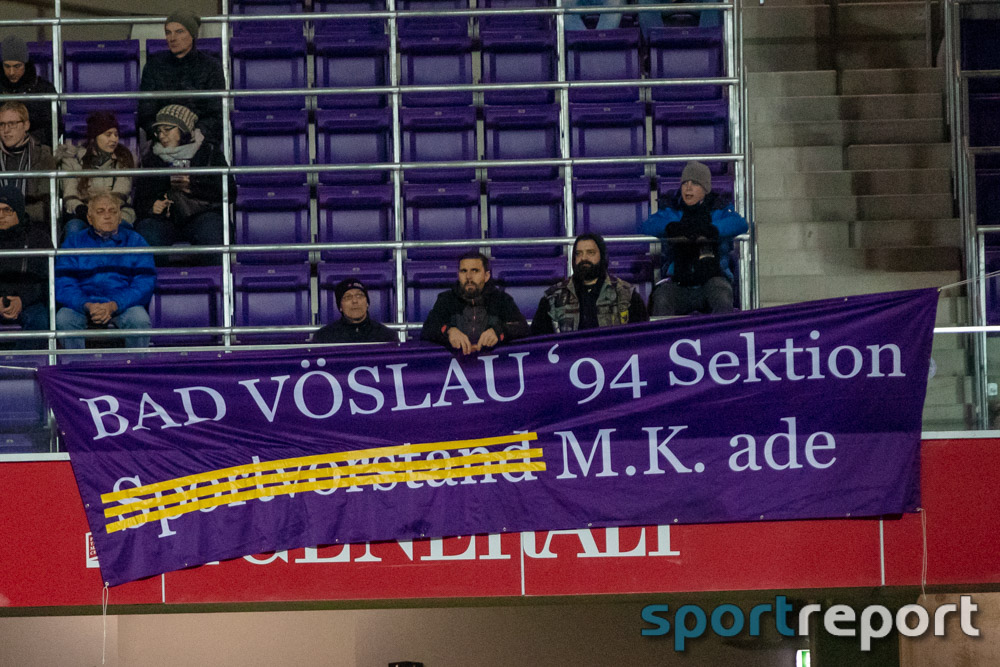 BAD VÖSLAU ‘94 Sektion
Sportvorstand M.K. ade
GENERALI
sportreport